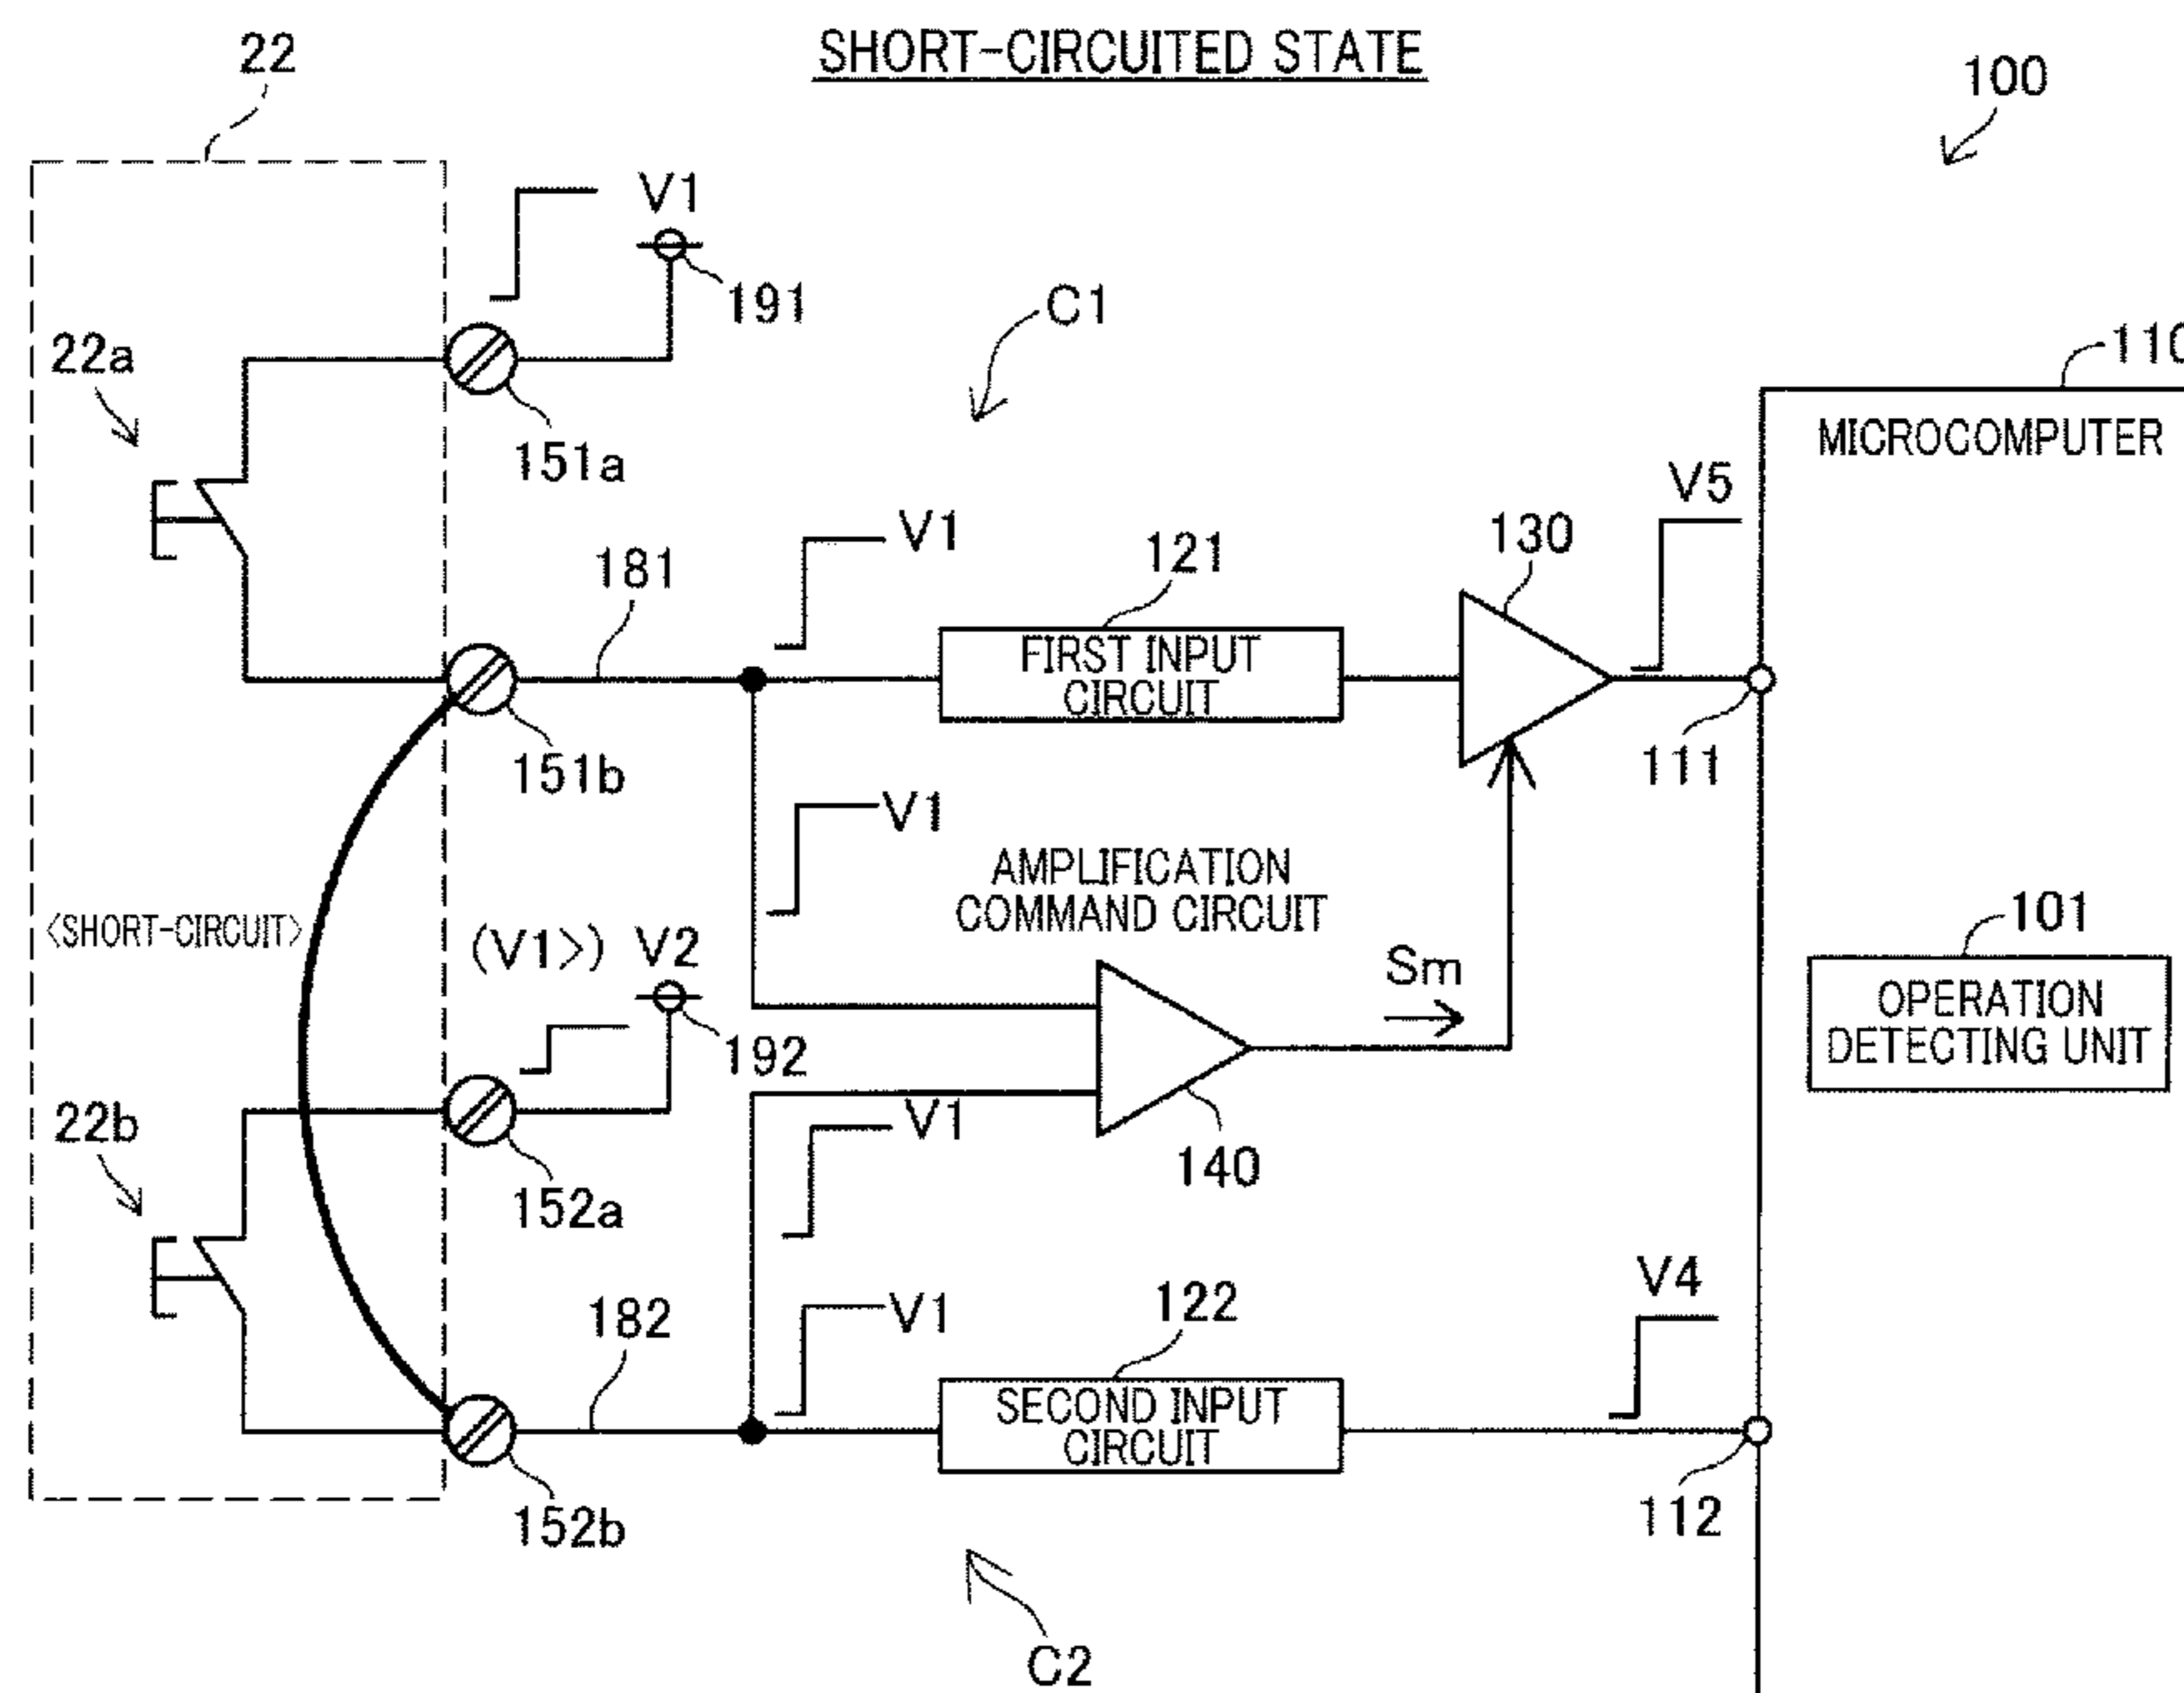 SHORT-CIRCUITED STATE
22
100
V1
191
C1
110
22a
151a
MICROCOMPUTER
V5
V1
130
121
181
FIRST INPUT
CIRCUIT
151b
111
V1
AMPLIFICATION
COMMAND CIRCUIT
<SHORT-CIRCUIT>
(V1>) V2
Sm
101
OPERATION
DETECTING UNIT
192
22b
V1
140
152a
V4
182
V1
122
SECOND INPUT
CIRCUIT
152b
112
C2